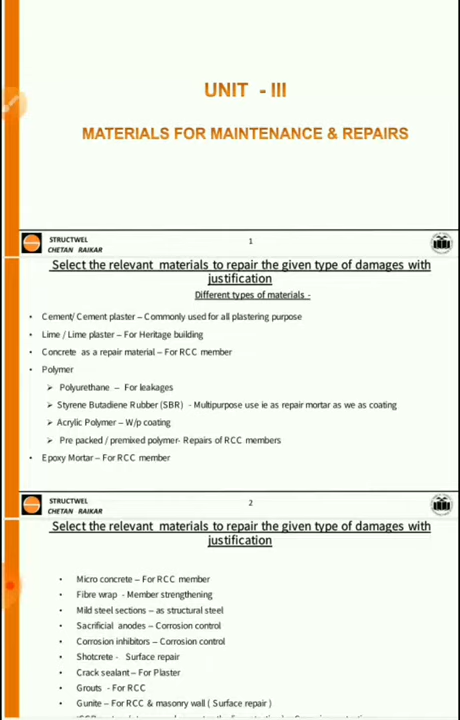 UNIT - III
MATERIALS FOR MAINTENANCE & REPAIRS
STRUCTWEL
CHETAN RAIKAR
1
Select the relevant materials to repair the given type of damages with
justification
Different types of materials -
• Cement/ Cement plaster – Commonly used for all plastering purpose
• Lime / Lime plaster – For Heritage building
• Concrete as a repair material – For RCC member
• Polymer
➢ Polyurethane – For leakages
➢ Styrene Butadiene Rubber (SBR) - Multipurpose use ie as repair mortar as we as coating
➢ Acrylic Polymer – W/p coating
➢ Pre packed / premixed polymer- Repairs of RCC members
• Epoxy Mortar – For RCC member
STRUCTWEL
CHETAN RAIKAR
2
Select the relevant materials to repair the given type of damages with
justification
• Micro concrete – For RCC member
• Fibre wrap - Member strengthening
• Mild steel sections – as structural steel
• Sacrificial anodes – Corrosion control
• Corrosion inhibitors – Corrosion control
• Shotcrete - Surface repair
• Crack sealant – For Plaster
• Grouts - For RCC
• Gunite – For RCC & masonry wall ( Surface repair )